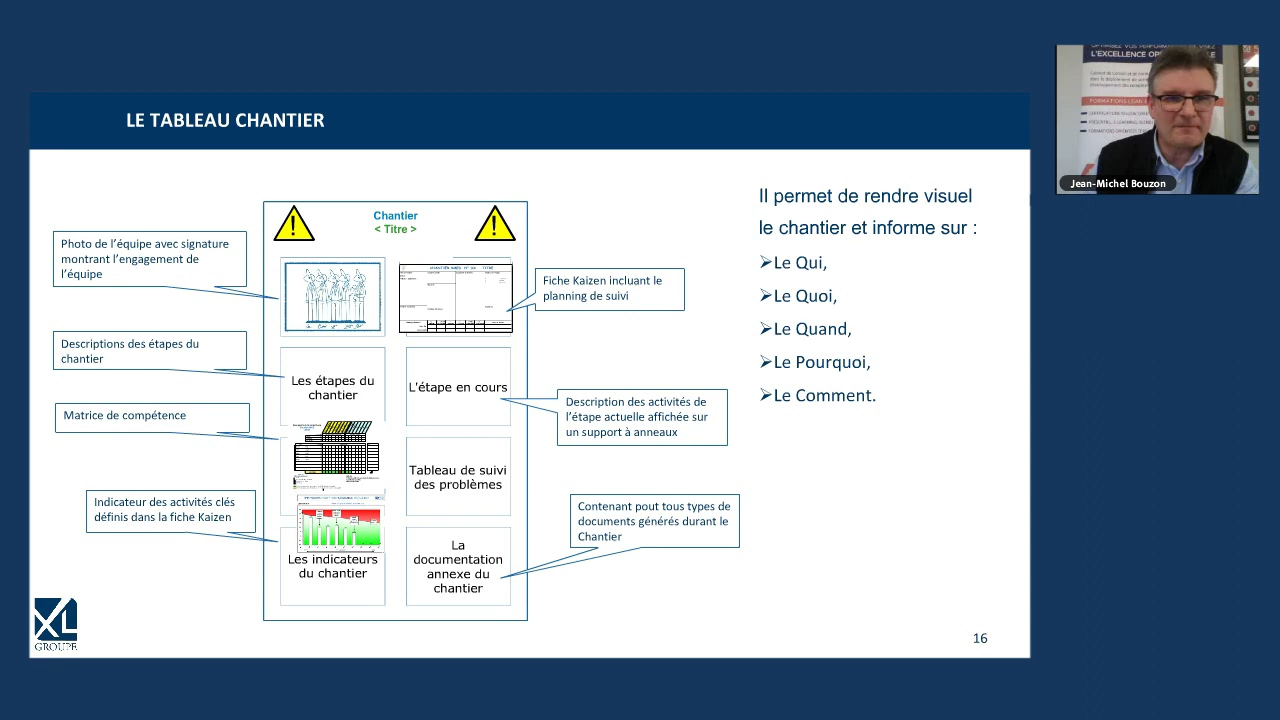 LE TABLEAU CHANTIER
Chantier
< Titre >
Photo de l'équipe avec signature
montrant l'engagement de
l'équipe
Fiche Kaizen incluant le
planning de suivi
Descriptions des étapes du
chantier
Les étapes du
chantier
L'étape en cours
Description des activités de
l'étape actuelle affichée sur
un support à anneaux
Matrice de compétence
Tableau de suivi
des problèmes
Indicateur des activités clés
définis dans la fiche Kaizen
Les indicateurs
du chantier
La
documentation
annexe du
chantier
Contenant pout tous types de
documents générés durant le
Chantier
Il permet de rendre visuel
le chantier et informe sur :
➢Le Qui,
➢Le Quoi,
➢Le Quand,
➢Le Pourquoi,
➢Le Comment.
XL
GROUPE
16
L'EXCELLENCE
FORMATIONS LEAN
Jean-Michel Bouzon